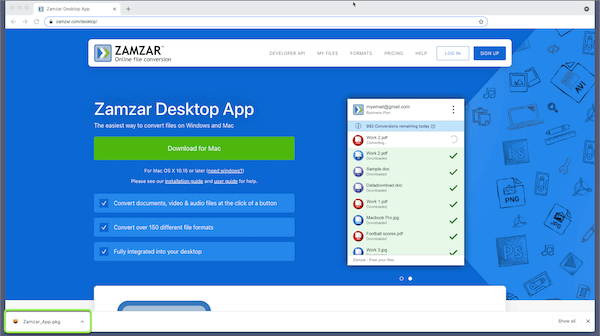 Zamzar Desktop App
zamzar.com/desktop/
ZAMZAR™
Online file conversion
DEVELOPER API
MY FILES
FORMATS
PRICING
HELP
LOG IN
SIGN UP
Zamzar Desktop App
The easiest way to convert files on Windows and Mac
Download for Mac
For Mac OS X 10.15 or later (need windows?)
Please see our installation guide and user guide for help.
Convert documents, video & audio files at the click of a button
Convert over 150 different file formats
Fully integrated into your desktop
myemail@gmail.com
Business Plan
982 Conversions remaining today
Work 2.pdf
Converting...
Work 2.pdf
Downloaded
Sample.doc
Downloaded
Datadownload.doc
Downloaded
Work 1.pdf
Downloaded
Macbook Pro.jpg
Downloaded
Football scores.pdf
Downloaded
Work 3.jpg
Downloaded
Zamzar - Free your files
AVI
PNG
Zamzar_App.pkg
Show all